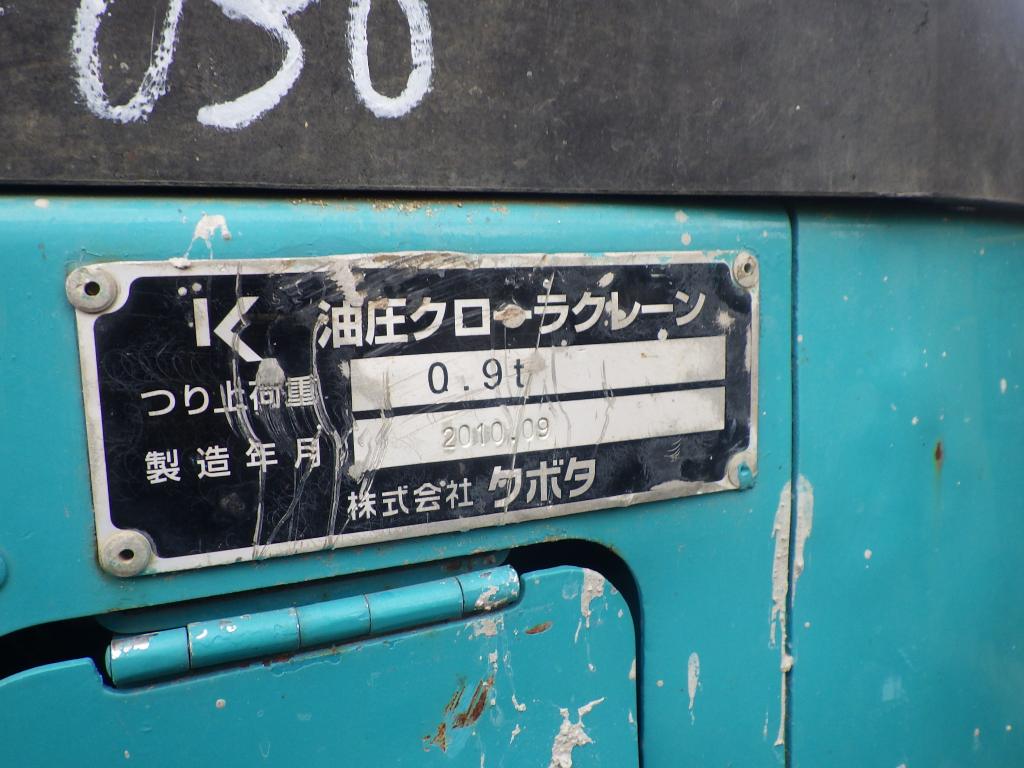 030
K 油圧クローラクレーン
つり上荷重 0.9t
製造年月 2010.09
株式会社 クボタ